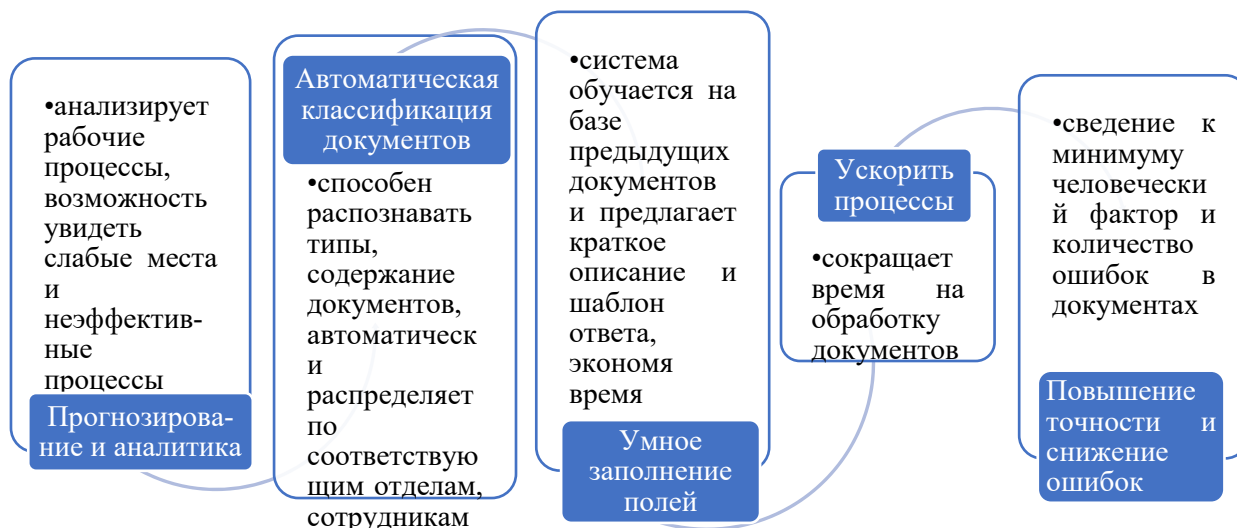 •анализирует
рабочие
процессы,
возможность
увидеть
слабые места
и
неэффектив-
ные
процессы
Прогнозирова-
ние и аналитика
Автоматическая
классификация
документов
•способен
распознавать
типы,
содержание
документов,
автоматическ
и
распределяет
по
соответствую
щим отделам,
сотрудникам
•система
обучается на
базе
предыдущих
документов
и предлагает
краткое
описание и
шаблон
ответа,
экономя
время
Умное
заполнение
полей
Ускорить
процессы
•сокращает
время на
обработку
документов
•сведение к
минимуму
человечески
й фактор и
количество
ошибок в
документах
Повышение
точности и
снижение
ошибок